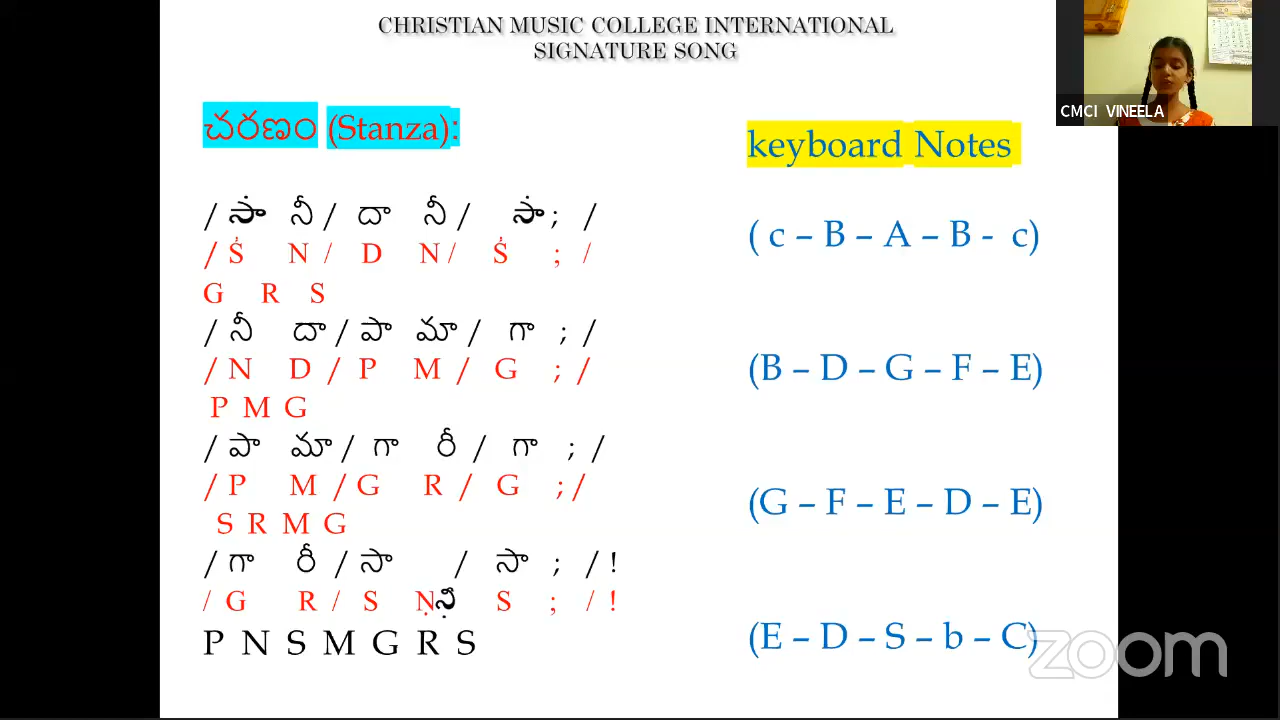 CHRISTIAN MUSIC COLLEGE INTERNATIONAL
SIGNATURE SONG
CMCI VINEELA
చరణం (Stanza):
keyboard Notes
/ సా̇ నీ / దా నీ / సా̇ ; /
/ Ṡ N / D N / Ṡ ; /
( c – B – A – B - c)
G R S
/ నీ దా / పా మా / గా ; /
/ N D / P M / G ; /
(B – D – G – F – E)
P M G
/ పా మా / గా రీ / గా ; /
/ P M / G R / G ; /
(G – F – E – D – E)
S R M G
/ గా రీ / సా / సా ; / !
/ G R / S Ṇ నీ̣ S ; / !
P N S M G R S
(E – D – S – b – C)
zoom